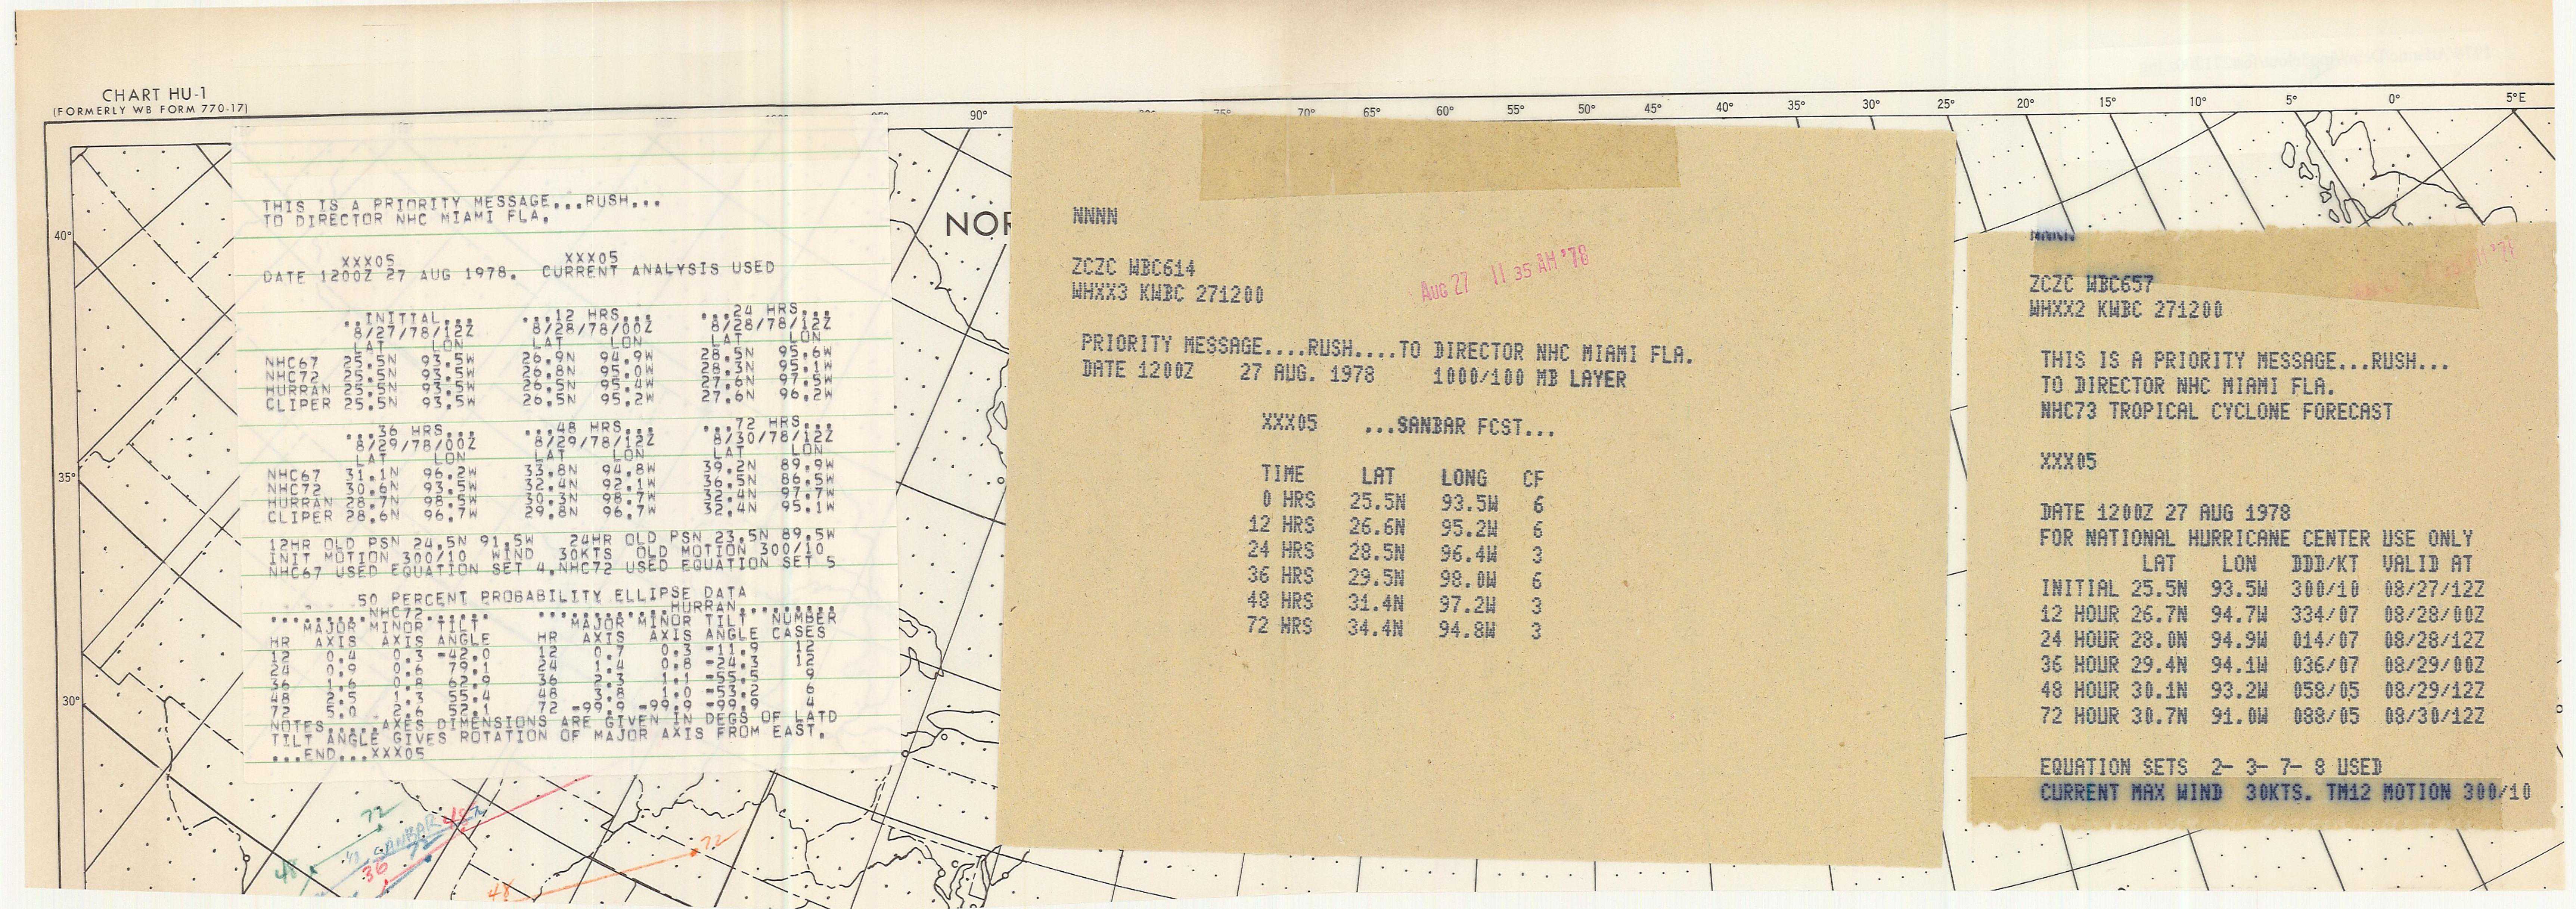 CHART HU-1
(FORMERLY WB FORM 770-17)
90° 75° 70° 65° 60° 55° 50° 45° 40° 35° 30° 25° 20° 15° 10° 5° 0° 5°E
40°
35°
30°
NOR
THIS IS A PRIORITY MESSAGE...RUSH...
TO DIRECTOR NHC MIAMI FLA.
XXX05 XXX05
DATE 1200Z 27 AUG 1978. CURRENT ANALYSIS USED
..INITIAL... ...12 HRS... ...24 HRS...
8/27/78/12Z 8/28/78/00Z 8/28/78/12Z
LAT LON LAT LON LAT LON
NHC67 25.5N 93.5W 26.9N 94.9W 28.5N 95.6W
NHC72 25.5N 93.5W 26.8N 95.0W 28.3N 95.1W
HURRAN 25.5N 93.5W 26.5N 95.4W 27.6N 97.5W
CLIPER 25.5N 93.5W 26.5N 95.2W 27.6N 96.2W
...36 HRS... ...48 HRS... ...72 HRS...
8/29/78/00Z 8/29/78/12Z 8/30/78/12Z
LAT LON LAT LON LAT LON
NHC67 31.1N 96.2W 33.8N 94.8W 39.2N 89.9W
NHC72 30.6N 93.5W 32.4N 92.1W 36.5N 86.5W
HURRAN 28.7N 98.5W 30.3N 98.7W 32.4N 97.7W
CLIPER 28.6N 96.7W 29.8N 96.7W 32.4N 95.1W
12HR OLD PSN 24.5N 91.5W 24HR OLD PSN 23.5N 89.5W
INIT MOTION 300/10 WIND 30KTS OLD MOTION 300/10
NHC67 USED EQUATION SET 4.NHC72 USED EQUATION SET 5
50 PERCENT PROBABILITY ELLIPSE DATA
.........NHC72......... .........HURRAN.........
MAJOR MINOR TILT MAJOR MINOR TILT NUMBER
HR AXIS AXIS ANGLE HR AXIS AXIS ANGLE CASES
12 0.4 0.3 -42.0 12 0.7 0.3 -11.9 12
24 0.9 0.6 79.1 24 1.4 0.8 -24.3 12
36 1.6 0.8 62.9 36 2.3 1.1 -55.5 9
48 2.5 1.3 55.4 48 3.8 1.0 -53.2 6
72 5.0 2.6 52.1 72 -99.9 -99.9 -99.9 4
NOTES.....AXES DIMENSIONS ARE GIVEN IN DEGS OF LATD
TILT ANGLE GIVES ROTATION OF MAJOR AXIS FROM EAST.
...END...XXX05
72
48
SANBAR
72
36
48
72
NNNN
ZCZC WBC614
WHXX3 KWBC 271200
AUG 27 11 35 AM '78
PRIORITY MESSAGE....RUSH....TO DIRECTOR NHC MIAMI FLA.
DATE 1200Z 27 AUG. 1978 1000/100 MB LAYER
XXX05 ...SANBAR FCST...
TIME LAT LONG CF
0 HRS 25.5N 93.5W 6
12 HRS 26.6N 95.2W 6
24 HRS 28.5N 96.4W 3
36 HRS 29.5N 98.0W 6
48 HRS 31.4N 97.2W 3
72 HRS 34.4N 94.8W 3
NNNN
ZCZC WBC657
WHXX2 KWBC 271200
THIS IS A PRIORITY MESSAGE...RUSH...
TO DIRECTOR NHC MIAMI FLA.
NHC73 TROPICAL CYCLONE FORECAST
XXX05
DATE 1200Z 27 AUG 1978
FOR NATIONAL HURRICANE CENTER USE ONLY
LAT LON DDD/KT VALID AT
INITIAL 25.5N 93.5W 300/10 08/27/12Z
12 HOUR 26.7N 94.7W 334/07 08/28/00Z
24 HOUR 28.0N 94.9W 014/07 08/28/12Z
36 HOUR 29.4N 94.1W 036/07 08/29/00Z
48 HOUR 30.1N 93.2W 058/05 08/29/12Z
72 HOUR 30.7N 91.0W 088/05 08/30/12Z
EQUATION SETS 2- 3- 7- 8 USED
CURRENT MAX WIND 30KTS. TM12 MOTION 300/10